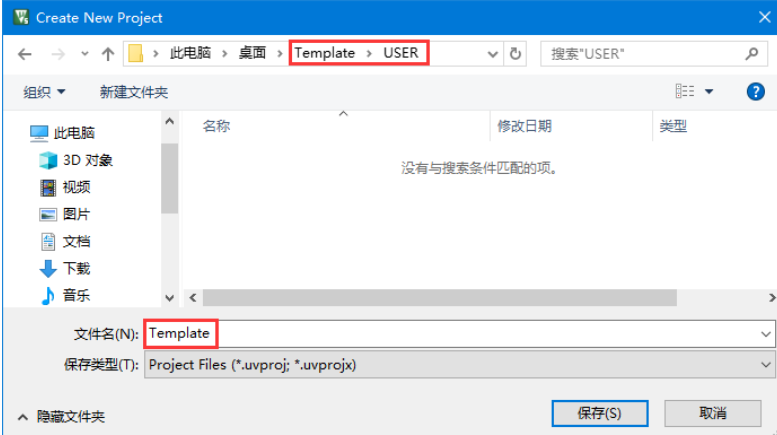 Create New Project
此电脑 > 桌面 > Template > USER
搜索"USER"
组织 新建文件夹
名称 修改日期 类型
没有与搜索条件匹配的项。
此电脑
3D 对象
视频
图片
文档
下载
音乐
文件名(N): Template
保存类型(T): Project Files (*.uvproj; *.uvprojx)
隐藏文件夹 保存(S) 取消